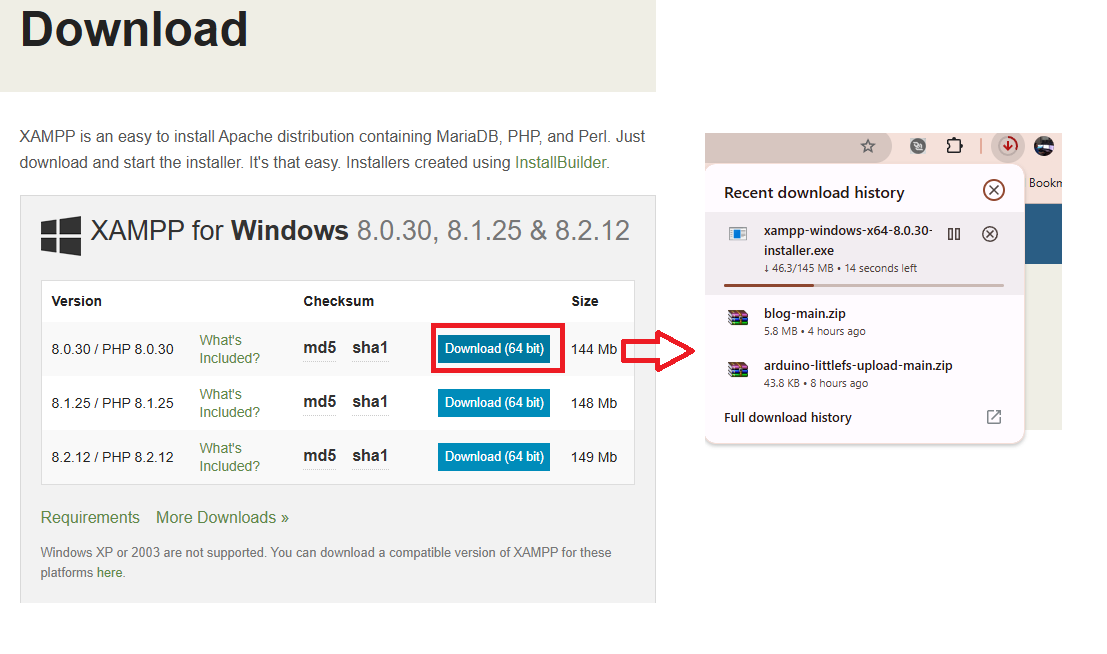 Download
XAMPP is an easy to install Apache distribution containing MariaDB, PHP, and Perl. Just
download and start the installer. It's that easy. Installers created using InstallBuilder.
XAMPP for Windows 8.0.30, 8.1.25 & 8.2.12
Version Checksum Size
8.0.30 / PHP 8.0.30 What's Included? md5 sha1 Download (64 bit) 144 Mb
8.1.25 / PHP 8.1.25 What's Included? md5 sha1 Download (64 bit) 148 Mb
8.2.12 / PHP 8.2.12 What's Included? md5 sha1 Download (64 bit) 149 Mb
Requirements More Downloads »
Windows XP or 2003 are not supported. You can download a compatible version of XAMPP for these
platforms here.
Bookm
Recent download history
xampp-windows-x64-8.0.30-
installer.exe
↓ 46.3/145 MB • 14 seconds left
blog-main.zip
5.8 MB • 4 hours ago
arduino-littlefs-upload-main.zip
43.8 KB • 8 hours ago
Full download history